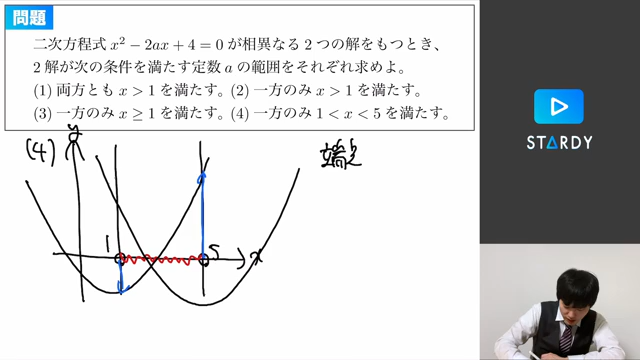 問題
二次方程式 x² − 2ax + 4 = 0 が相異なる 2 つの解をもつとき、
2 解が次の条件を満たす定数 a の範囲をそれぞれ求めよ。
(1) 両方とも x > 1 を満たす。(2) 一方のみ x > 1 を満たす。
(3) 一方のみ x ≥ 1 を満たす。(4) 一方のみ 1 < x < 5 を満たす。
(4)
y
端点
1
5
x
STARDY